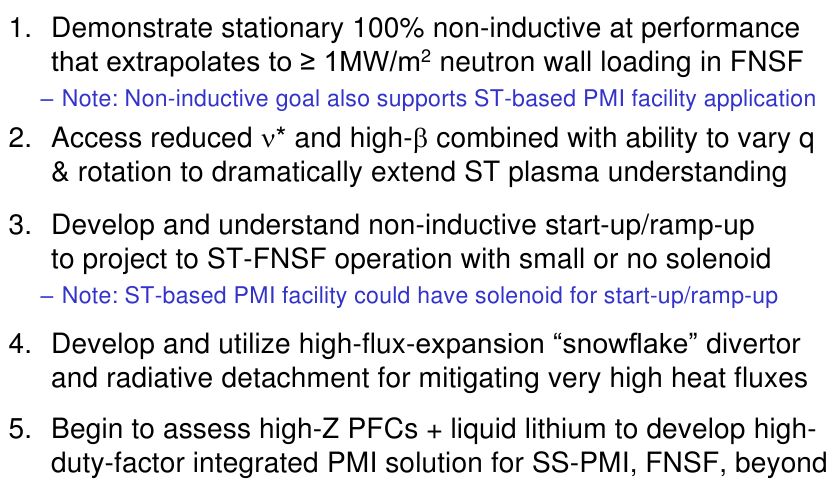 1. Demonstrate stationary 100% non-inductive at performance
that extrapolates to ≥ 1MW/m² neutron wall loading in FNSF
– Note: Non-inductive goal also supports ST-based PMI facility application
2. Access reduced ν* and high-β combined with ability to vary q
& rotation to dramatically extend ST plasma understanding
3. Develop and understand non-inductive start-up/ramp-up
to project to ST-FNSF operation with small or no solenoid
– Note: ST-based PMI facility could have solenoid for start-up/ramp-up
4. Develop and utilize high-flux-expansion “snowflake” divertor
and radiative detachment for mitigating very high heat fluxes
5. Begin to assess high-Z PFCs + liquid lithium to develop high-
duty-factor integrated PMI solution for SS-PMI, FNSF, beyond